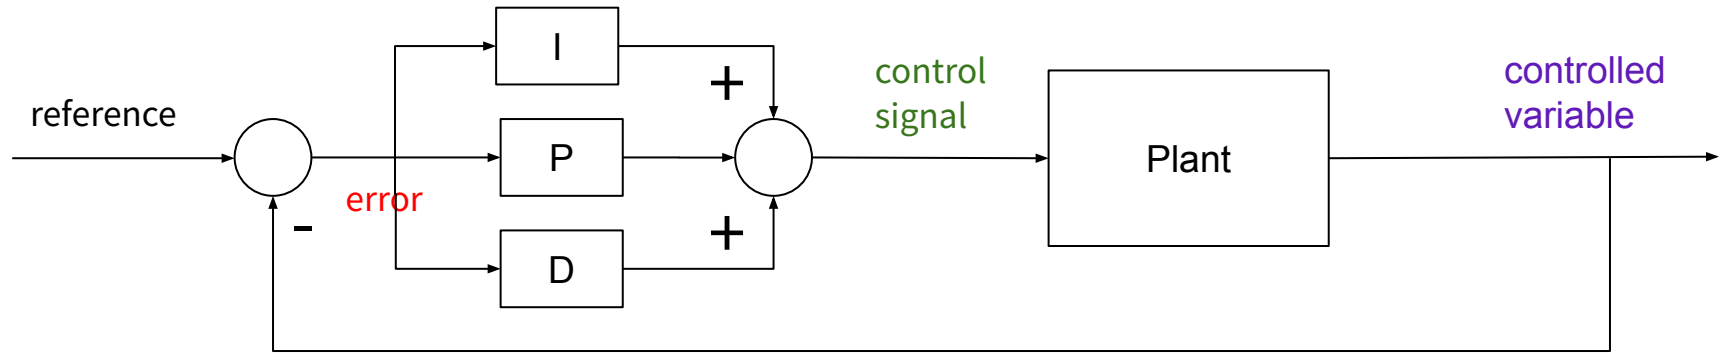 I
+
control
signal
controlled
variable
reference
P
Plant
error
-
+
D